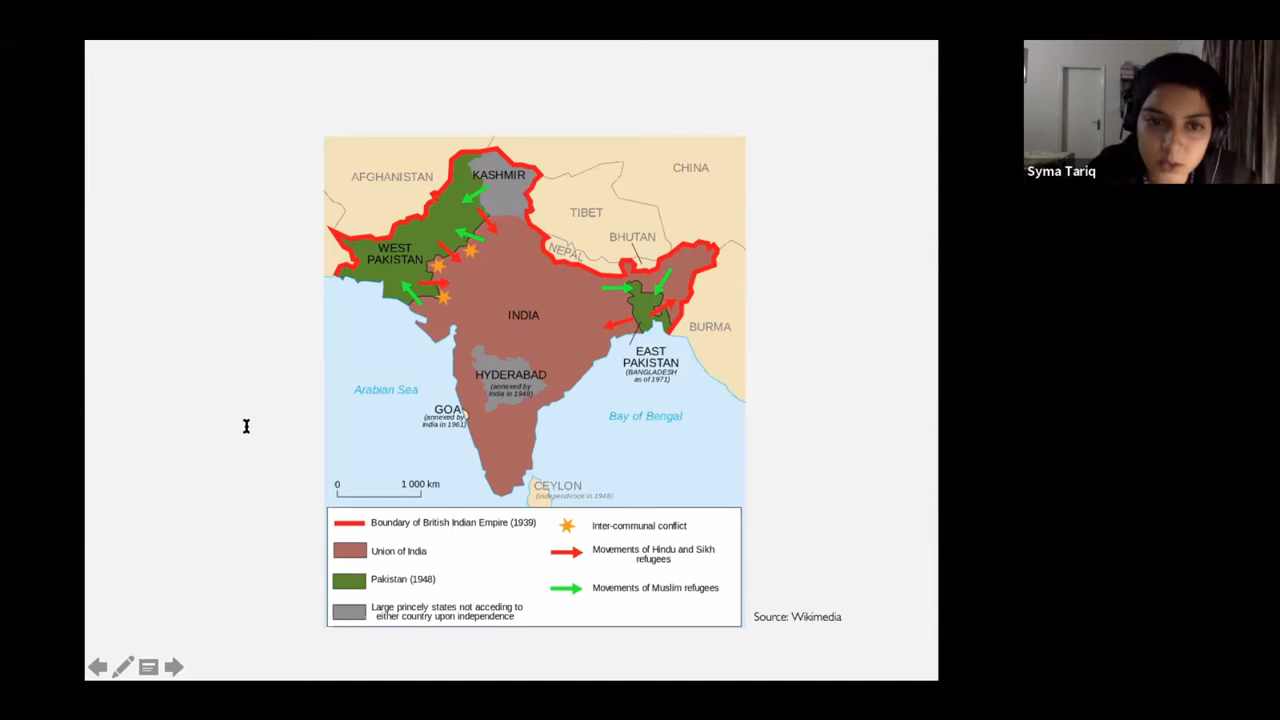 Syma Tariq
AFGHANISTAN
KASHMIR
CHINA
TIBET
BHUTAN
NEPAL
WEST
PAKISTAN
INDIA
BURMA
EAST
PAKISTAN
(BANGLADESH
as of 1971)
HYDERABAD
(annexed by
India in 1948)
Arabian Sea
GOA
(annexed by
India in 1961)
Bay of Bengal
0
1 000 km
CEYLON
(independence in 1948)
Boundary of British Indian Empire (1939)
Union of India
Pakistan (1948)
Large princely states not acceding to
either country upon independence
Inter-communal conflict
Movements of Hindu and Sikh
refugees
Movements of Muslim refugees
Source: Wikimedia